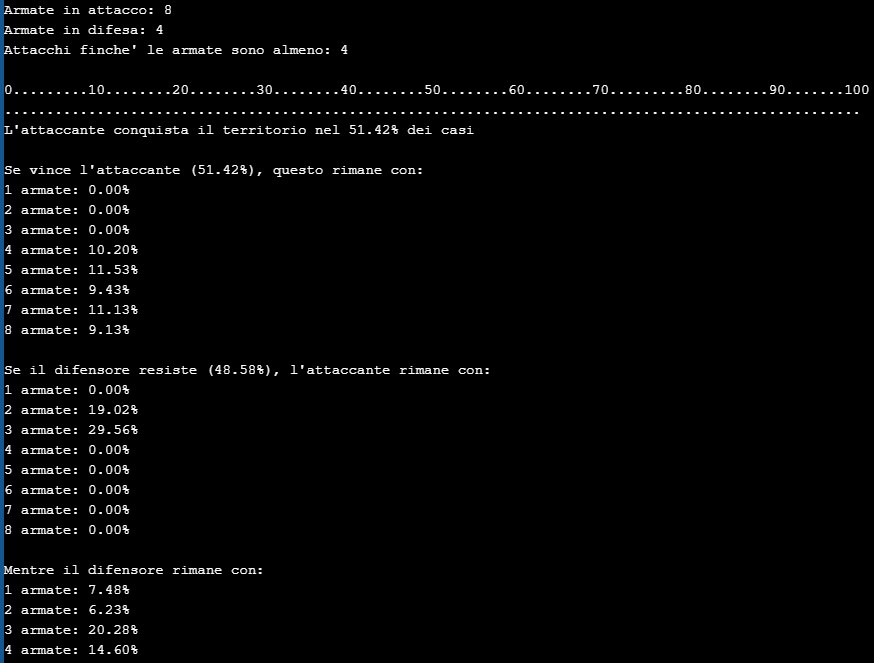 Armate in attacco: 8
Armate in difesa: 4
Attacchi finche' le armate sono almeno: 4
0.........10........20........30........40........50........60........70.........80........90.......100
......................................................................................................
L'attaccante conquista il territorio nel 51.42% dei casi
Se vince l'attaccante (51.42%), questo rimane con:
1 armate: 0.00%
2 armate: 0.00%
3 armate: 0.00%
4 armate: 10.20%
5 armate: 11.53%
6 armate: 9.43%
7 armate: 11.13%
8 armate: 9.13%
Se il difensore resiste (48.58%), l'attaccante rimane con:
1 armate: 0.00%
2 armate: 19.02%
3 armate: 29.56%
4 armate: 0.00%
5 armate: 0.00%
6 armate: 0.00%
7 armate: 0.00%
8 armate: 0.00%
Mentre il difensore rimane con:
1 armate: 7.48%
2 armate: 6.23%
3 armate: 20.28%
4 armate: 14.60%